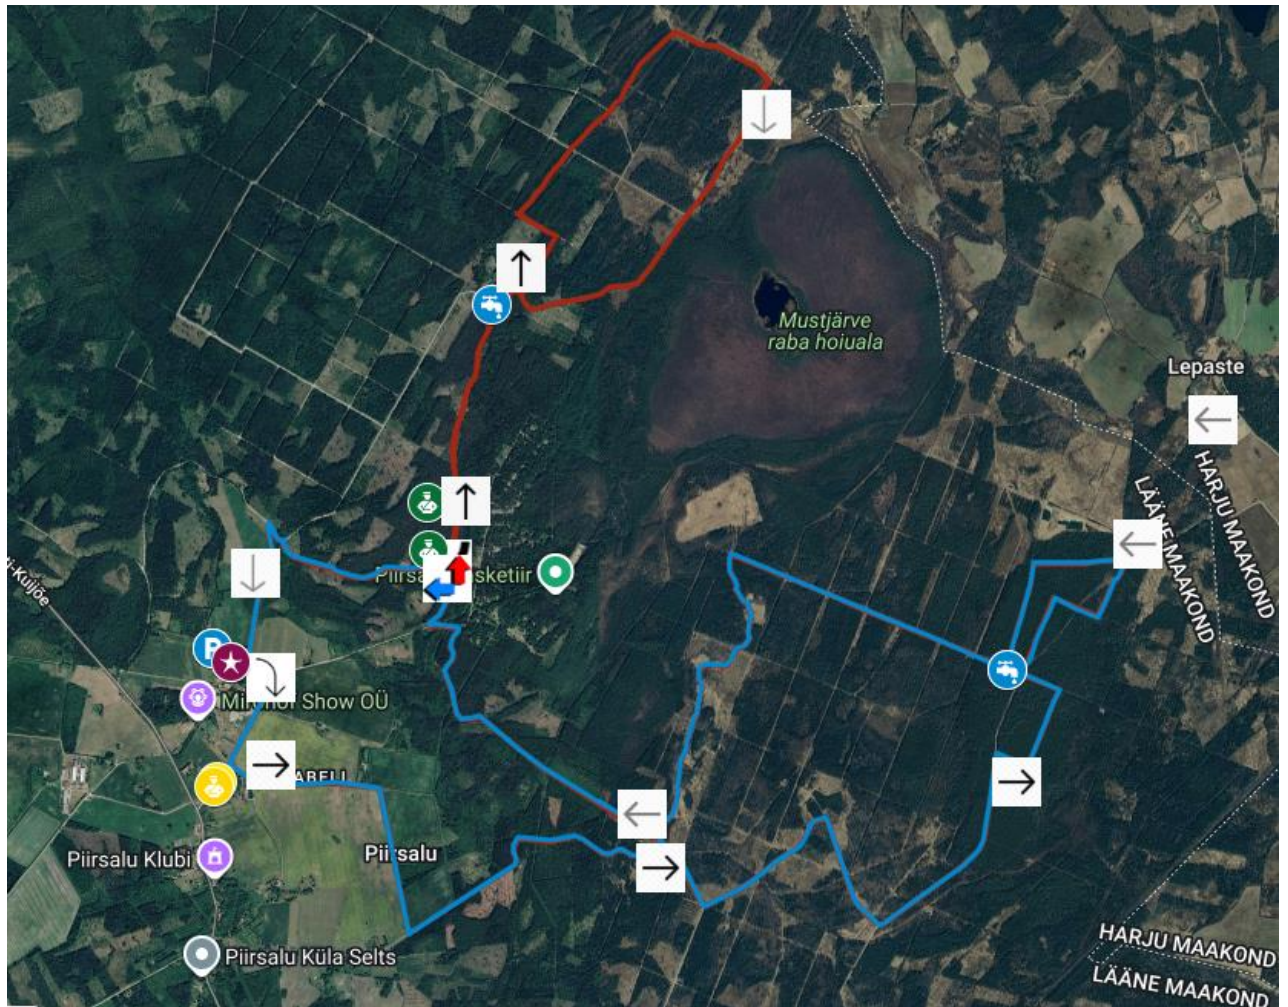 Mustjärve
raba hoiuala
Lepaste
HARJU MAAKOND
LÄÄNE MAAKOND
P
Show OÜ
Piirsalu
Piirsalu Klubi
Piirsalu Küla Selts
HARJU MAAKOND
LÄÄNE MAAKOND